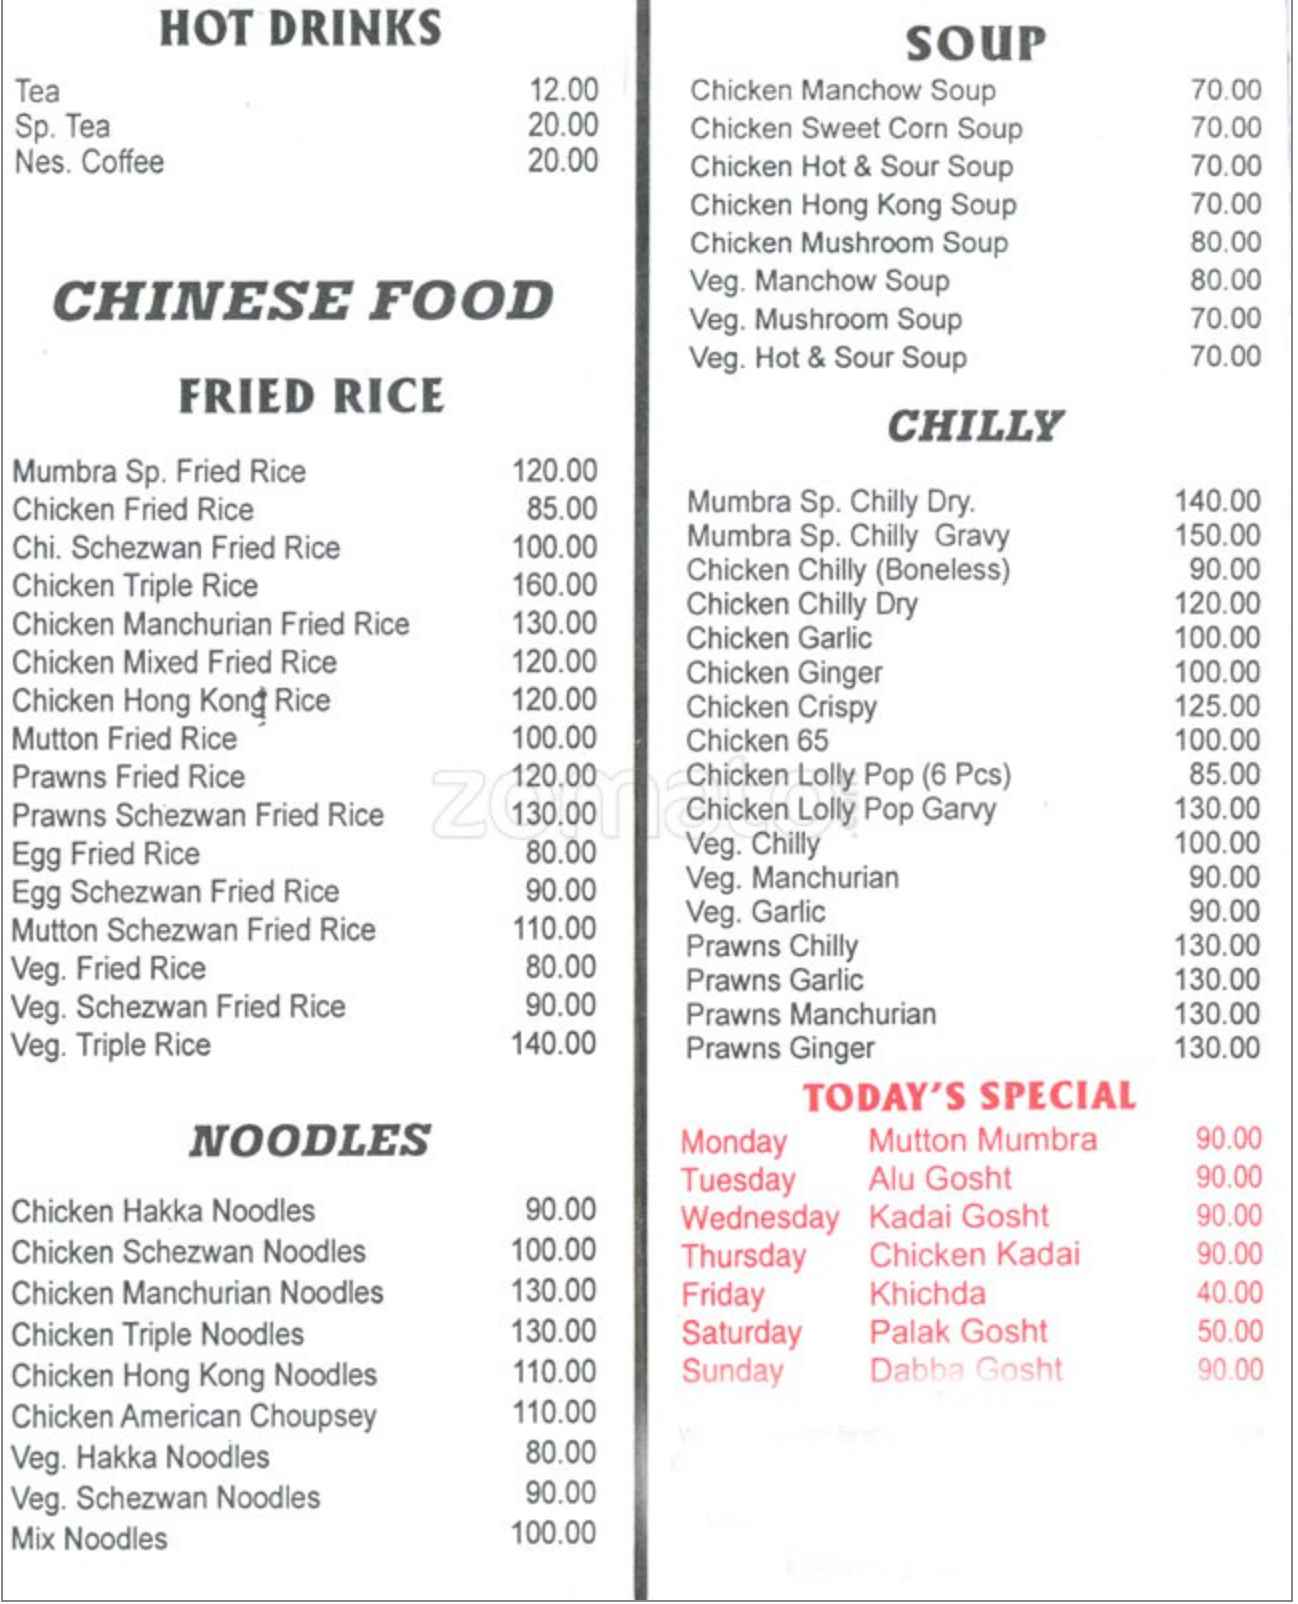 HOT DRINKS
Tea 12.00
Sp. Tea 20.00
Nes. Coffee 20.00
CHINESE FOOD
FRIED RICE
Mumbra Sp. Fried Rice 120.00
Chicken Fried Rice 85.00
Chi. Schezwan Fried Rice 100.00
Chicken Triple Rice 160.00
Chicken Manchurian Fried Rice 130.00
Chicken Mixed Fried Rice 120.00
Chicken Hong Kong Rice 120.00
Mutton Fried Rice 100.00
Prawns Fried Rice 120.00
Prawns Schezwan Fried Rice 130.00
Egg Fried Rice 80.00
Egg Schezwan Fried Rice 90.00
Mutton Schezwan Fried Rice 110.00
Veg. Fried Rice 80.00
Veg. Schezwan Fried Rice 90.00
Veg. Triple Rice 140.00
NOODLES
Chicken Hakka Noodles 90.00
Chicken Schezwan Noodles 100.00
Chicken Manchurian Noodles 130.00
Chicken Triple Noodles 130.00
Chicken Hong Kong Noodles 110.00
Chicken American Choupsey 110.00
Veg. Hakka Noodles 80.00
Veg. Schezwan Noodles 90.00
Mix Noodles 100.00
SOUP
Chicken Manchow Soup 70.00
Chicken Sweet Corn Soup 70.00
Chicken Hot & Sour Soup 70.00
Chicken Hong Kong Soup 70.00
Chicken Mushroom Soup 80.00
Veg. Manchow Soup 80.00
Veg. Mushroom Soup 70.00
Veg. Hot & Sour Soup 70.00
CHILLY
Mumbra Sp. Chilly Dry. 140.00
Mumbra Sp. Chilly Gravy 150.00
Chicken Chilly (Boneless) 90.00
Chicken Chilly Dry 120.00
Chicken Garlic 100.00
Chicken Ginger 100.00
Chicken Crispy 125.00
Chicken 65 100.00
Chicken Lolly Pop (6 Pcs) 85.00
Chicken Lolly Pop Garvy 130.00
Veg. Chilly 100.00
Veg. Manchurian 90.00
Veg. Garlic 90.00
Prawns Chilly 130.00
Prawns Garlic 130.00
Prawns Manchurian 130.00
Prawns Ginger 130.00
TODAY'S SPECIAL
Monday Mutton Mumbra 90.00
Tuesday Alu Gosht 90.00
Wednesday Kadai Gosht 90.00
Thursday Chicken Kadai 90.00
Friday Khichda 40.00
Saturday Palak Gosht 50.00
Sunday Dabba Gosht 90.00
zomato